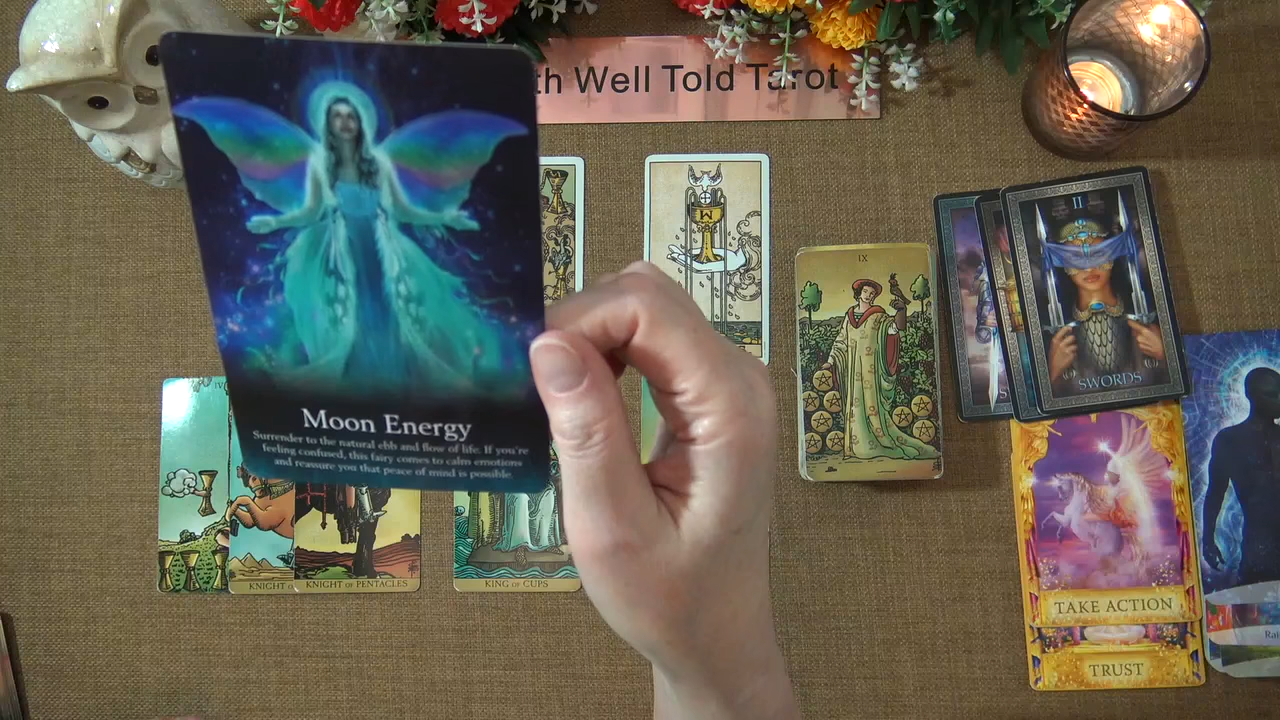 th Well Told Tarot
Moon Energy
Surrender to the natural ebb and flow of life. If you're
feeling confused, this fairy comes to calm emotions
and reassure you that peace of mind is possible.
IX
II
SWORDS
S
IV
KNIGHT
KNIGHT OF PENTACLES
KING OF CUPS
TAKE ACTION
TRUST
Rai